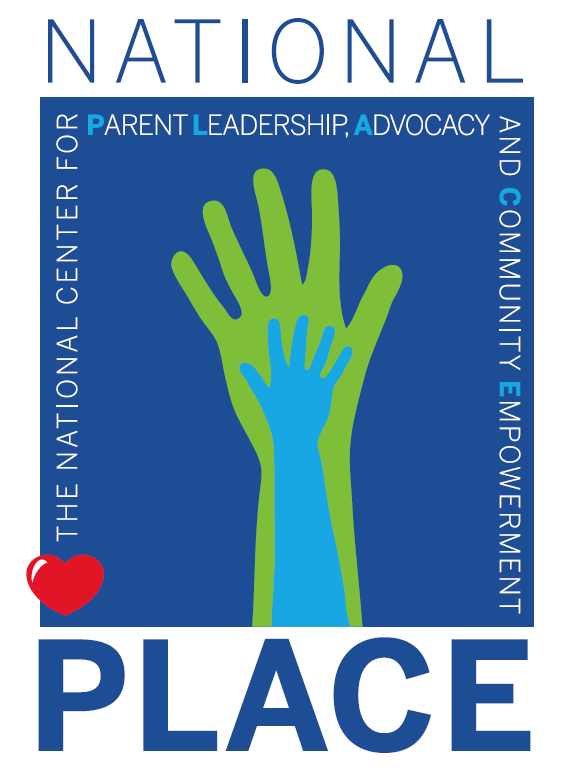 NATIONAL
THE NATIONAL CENTER FOR
PARENT LEADERSHIP, ADVOCACY
AND COMMUNITY EMPOWERMENT
PLACE